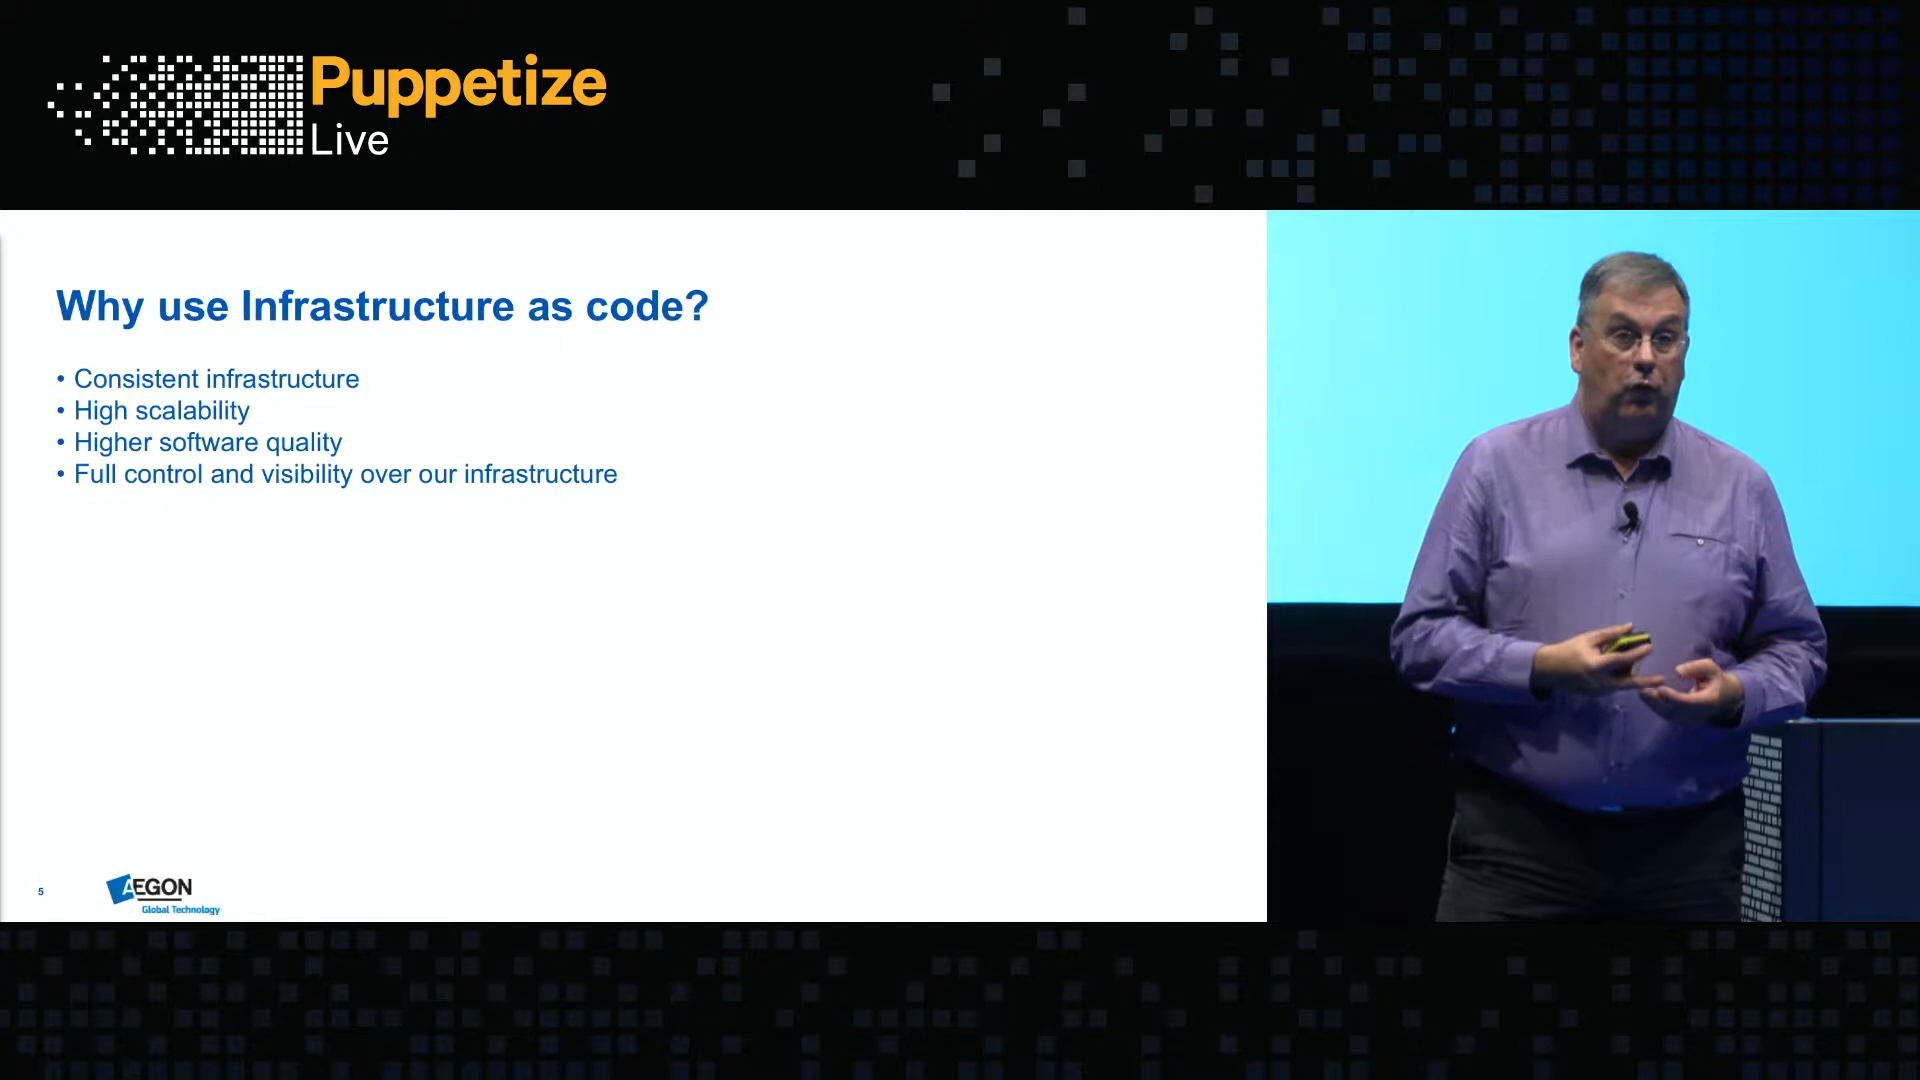 Puppetize
Live
Why use Infrastructure as code?
• Consistent infrastructure
• High scalability
• Higher software quality
• Full control and visibility over our infrastructure
5
AEGON
Global Technology